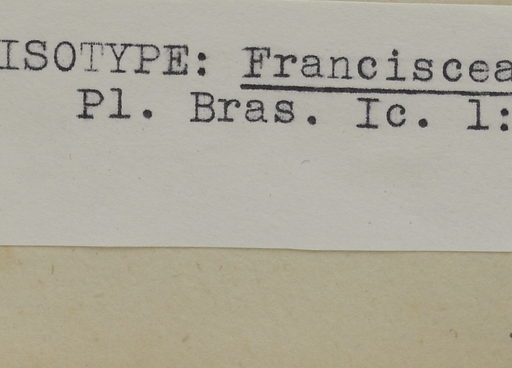 ISOTYPE: Franciscea
Pl. Bras. Ic. 1: